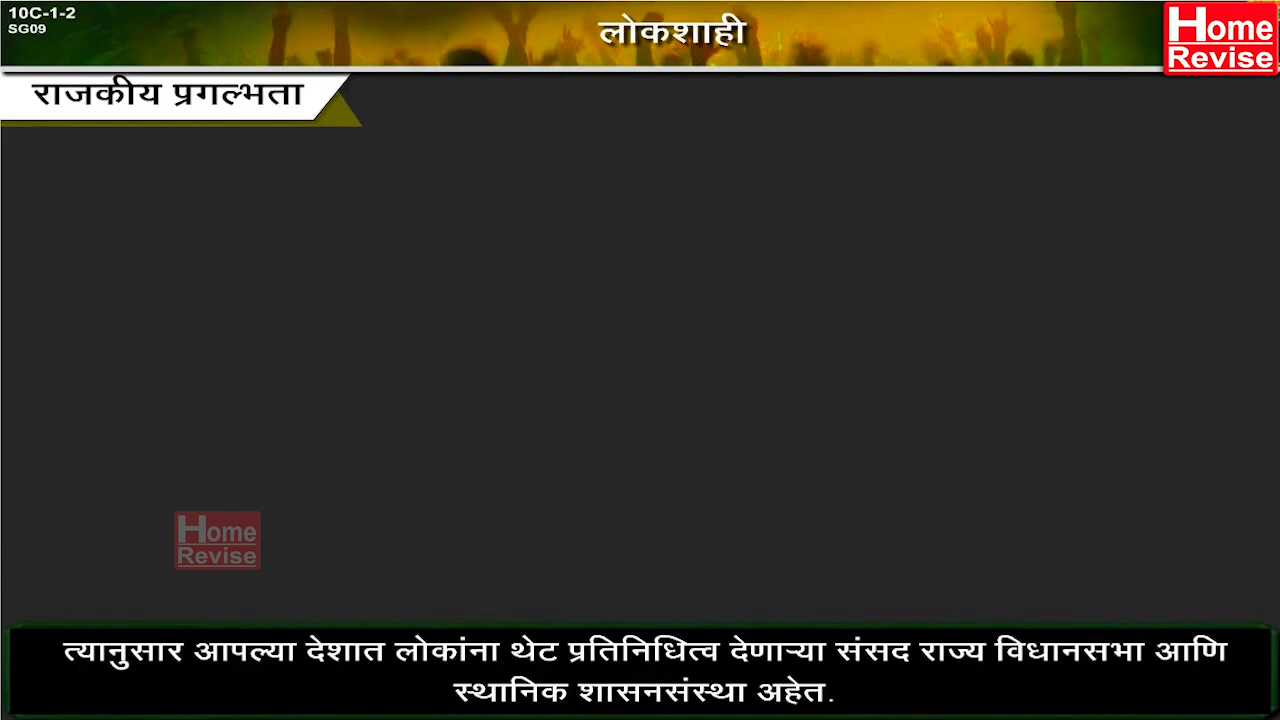 10C-1-2
SG09
लोकशाही
Home
Revise
राजकीय प्रगल्भता
Home
Revise
त्यानुसार आपल्या देशात लोकांना थेट प्रतिनिधित्व देणाऱ्या संसद राज्य विधानसभा आणि
स्थानिक शासनसंस्था अहेत.